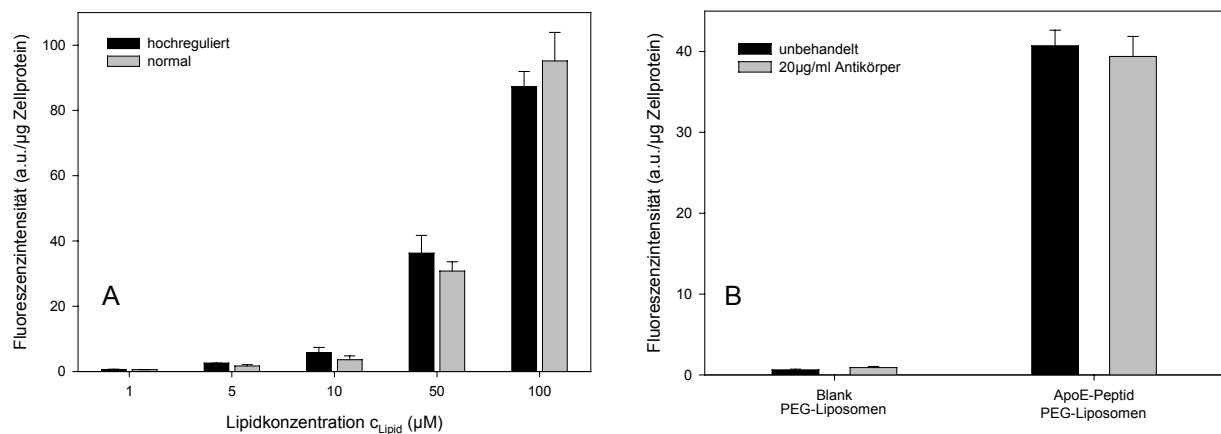 Fluoreszenzintensität (a.u./µg Zellprotein)
100
80
60
40
20
0
hochreguliert
normal
A
1 5 10 50 100
Lipidkonzentration cLipid (µM)
Fluoreszenzintensität (a.u./µg Zellprotein)
40
30
20
10
0
unbehandelt
20µg/ml Antikörper
B
Blank
PEG-Liposomen
ApoE-Peptid
PEG-Liposomen